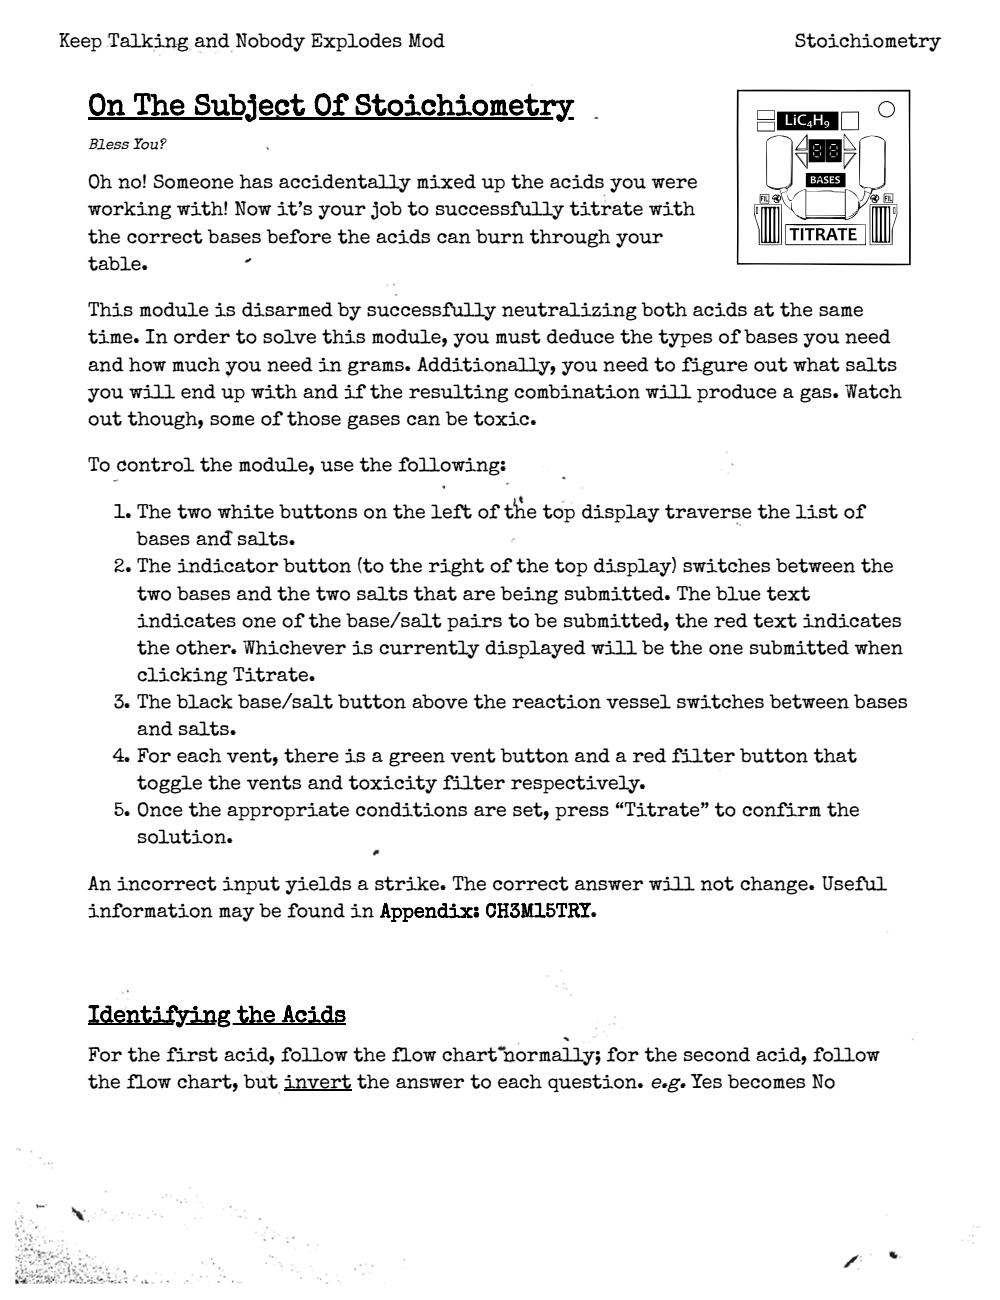 Keep Talking and Nobody Explodes Mod
Stoichiometry
On The Subject Of Stoichiometry
Bless You?
Oh no! Someone has accidentally mixed up the acids you were
working with! Now it's your job to successfully titrate with
the correct bases before the acids can burn through your
table.
LiC₄H₉
88
BASES
FIL
FIL
TITRATE
This module is disarmed by successfully neutralizing both acids at the same
time. In order to solve this module, you must deduce the types of bases you need
and how much you need in grams. Additionally, you need to figure out what salts
you will end up with and if the resulting combination will produce a gas. Watch
out though, some of those gases can be toxic.
To control the module, use the following:
1. The two white buttons on the left of the top display traverse the list of
bases and salts.
2. The indicator button (to the right of the top display) switches between the
two bases and the two salts that are being submitted. The blue text
indicates one of the base/salt pairs to be submitted, the red text indicates
the other. Whichever is currently displayed will be the one submitted when
clicking Titrate.
3. The black base/salt button above the reaction vessel switches between bases
and salts.
4. For each vent, there is a green vent button and a red filter button that
toggle the vents and toxicity filter respectively.
5. Once the appropriate conditions are set, press “Titrate” to confirm the
solution.
An incorrect input yields a strike. The correct answer will not change. Useful
information may be found in Appendix: CH3M15TRY.
Identifying the Acids
For the first acid, follow the flow chart normally; for the second acid, follow
the flow chart, but invert the answer to each question. e.g. Yes becomes No